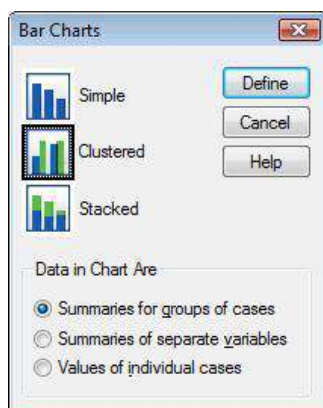 Bar Charts
Simple
Define
Cancel
Clustered
Help
Stacked
Data in Chart Are
Summaries for groups of cases
Summaries of separate variables
Values of individual cases